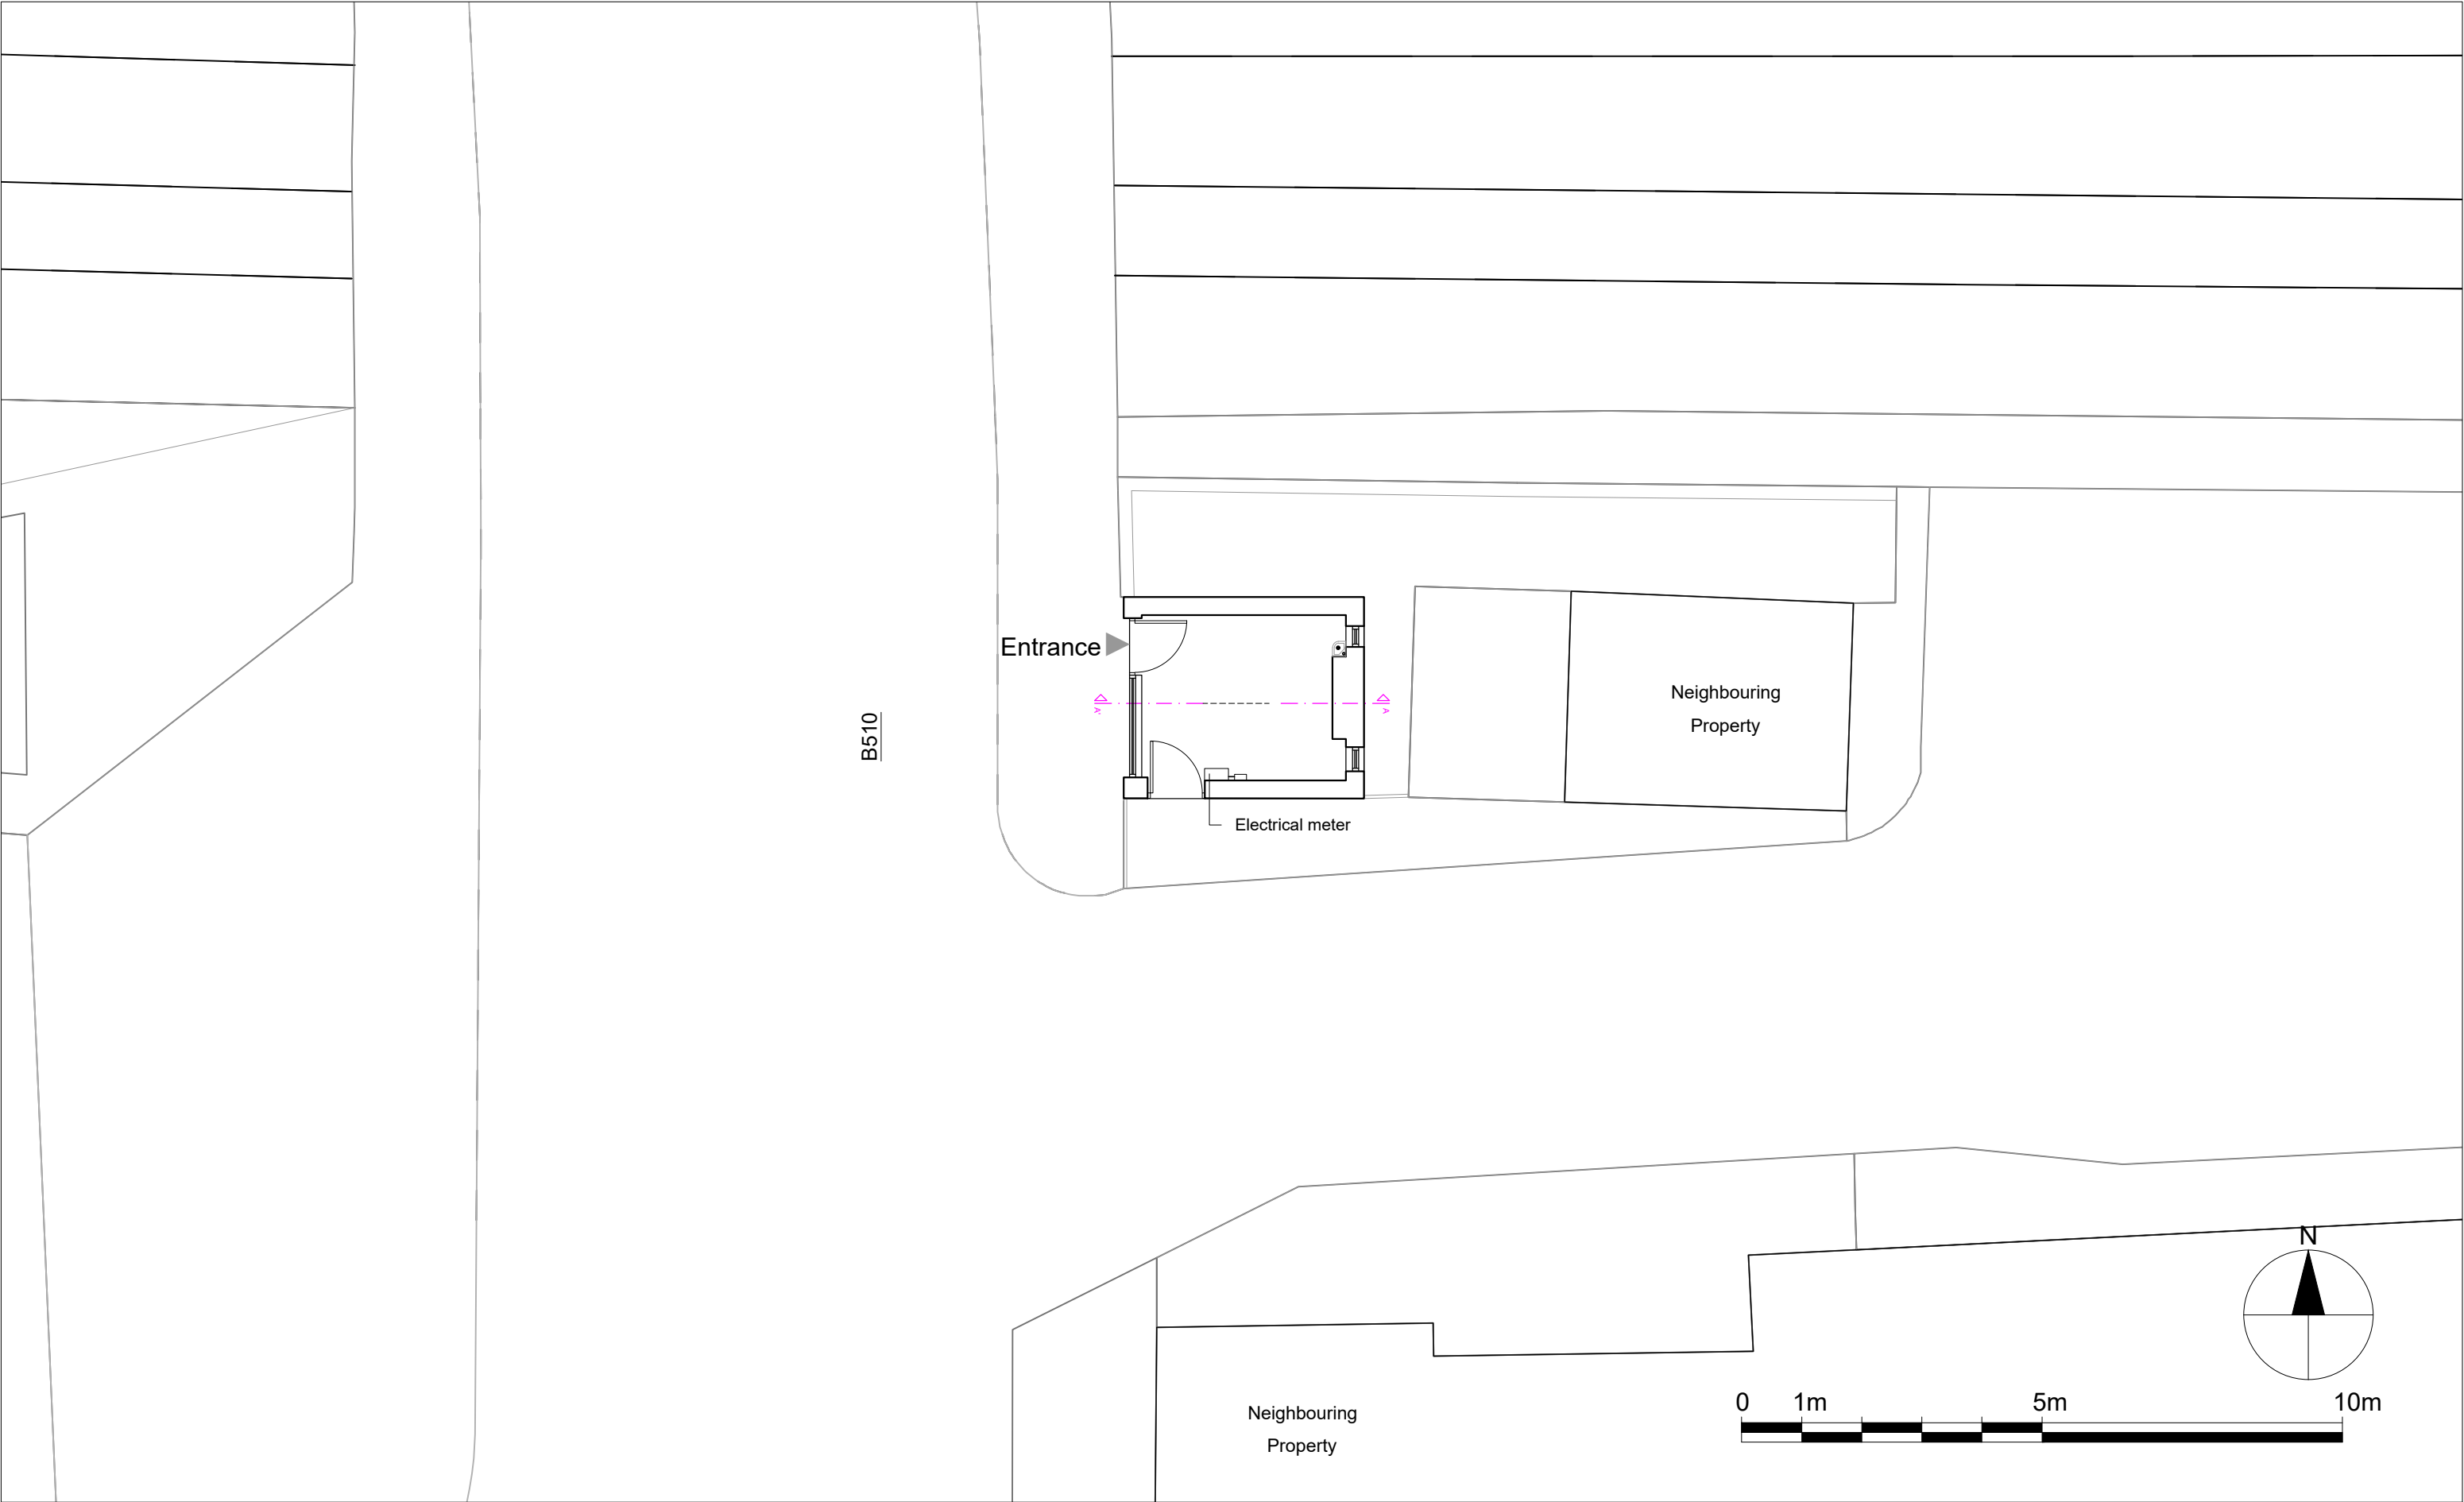 Entrance
A'
A
B510
Neighbouring
Property
Electrical meter
N
0 1m 5m 10m
Neighbouring
Property